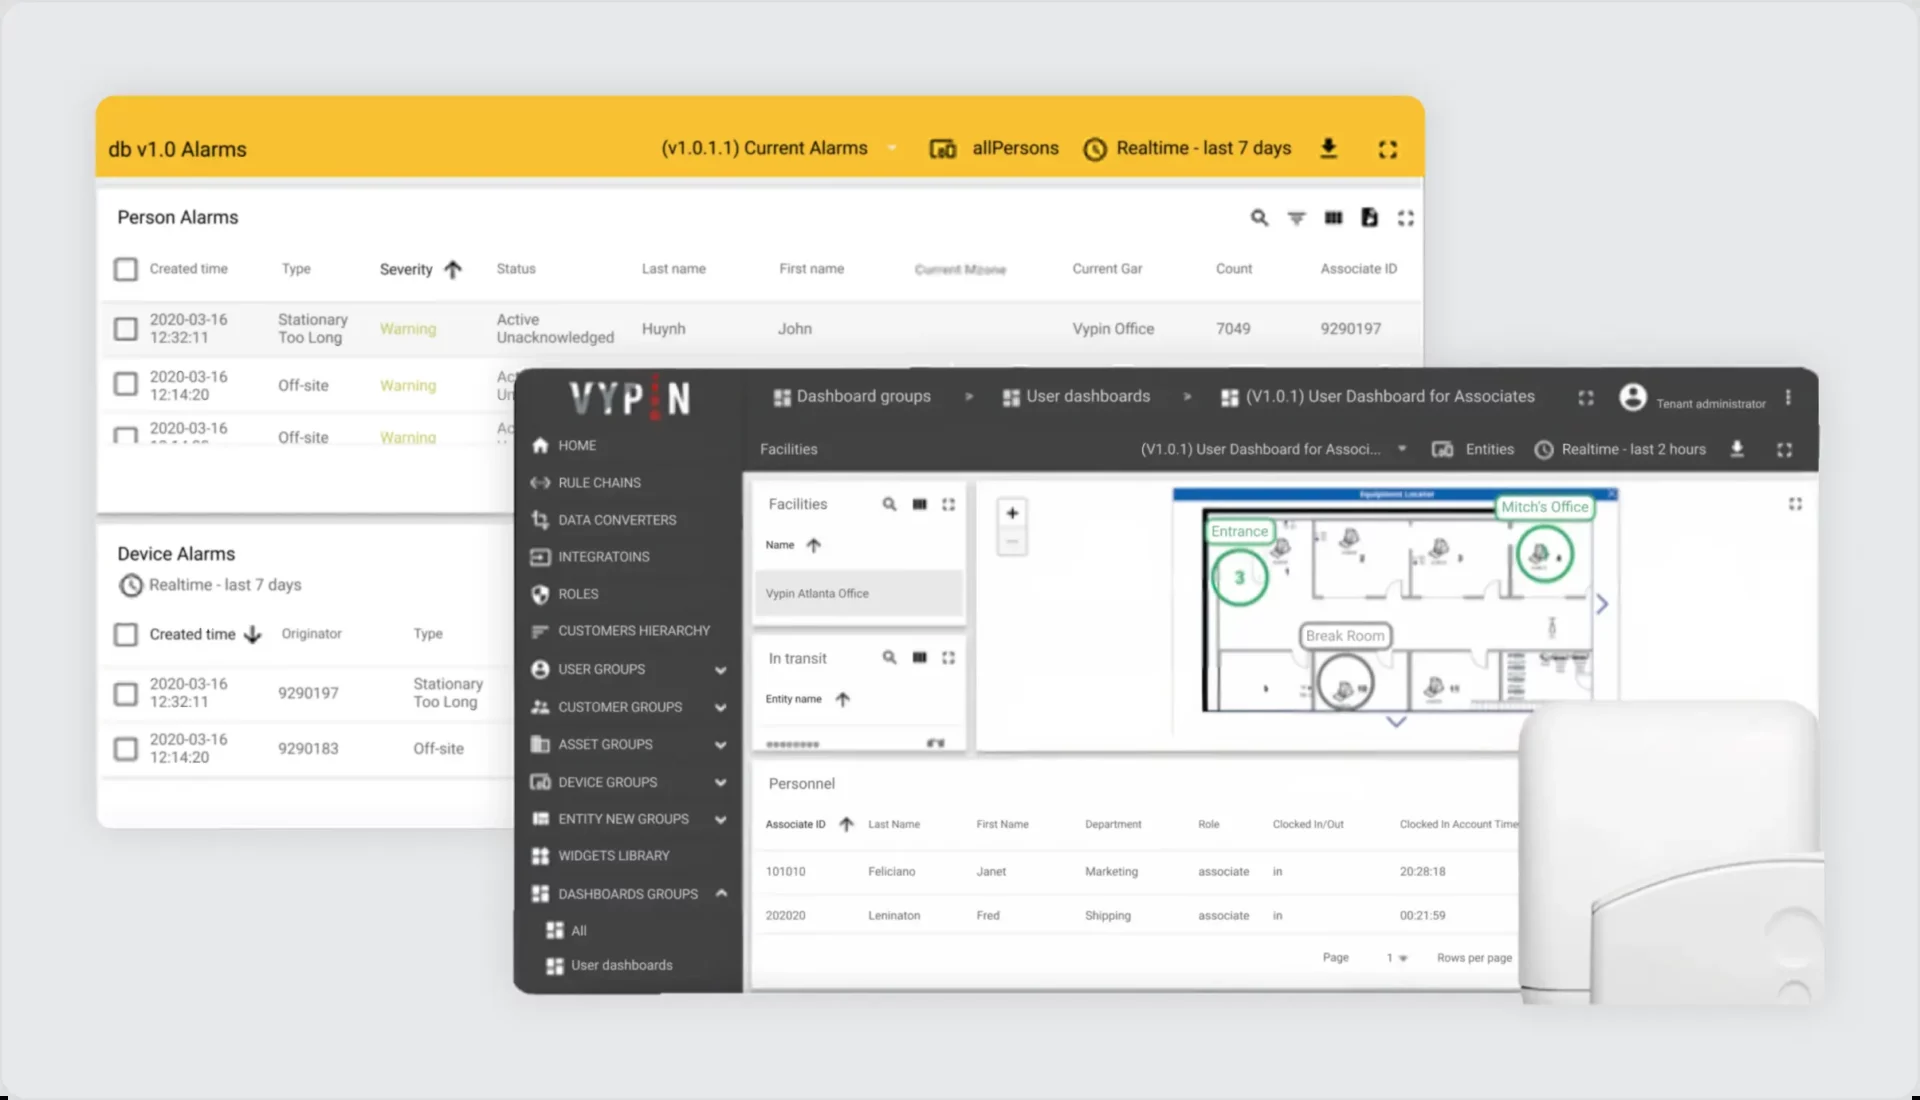 db v1.0 Alarms
(v1.0.1.1) Current Alarms
allPersons
Realtime - last 7 days
Person Alarms
Created time Type Severity Status Last name First name Current Mzone Current Gar Count Associate ID
2020-03-16 12:32:11 Stationary Too Long Warning Active Unacknowledged Huynh John Vypin Office 7049 9290197
2020-03-16 12:14:20 Off-site Warning
2020-03-16 Off-site Warning
Device Alarms
Realtime - last 7 days
Created time Originator Type
2020-03-16 12:32:11 9290197 Stationary Too Long
2020-03-16 12:14:20 9290183 Off-site
VYPIN
Dashboard groups > User dashboards > (V1.0.1) User Dashboard for Associates
Tenant administrator
Facilities
(V1.0.1) User Dashboard for Associ...
Entities
Realtime - last 2 hours
HOME
RULE CHAINS
DATA CONVERTERS
INTEGRATOINS
ROLES
CUSTOMERS HIERARCHY
USER GROUPS
CUSTOMER GROUPS
ASSET GROUPS
DEVICE GROUPS
ENTITY NEW GROUPS
WIDGETS LIBRARY
DASHBOARDS GROUPS
All
User dashboards
Facilities
Name
Vypin Atlanta Office
In transit
Entity name
+
−
Equipment Locator
Mitch's Office
Entrance
3
Break Room
Personnel
Associate ID Last Name First Name Department Role Clocked In/Out Clocked In Account Time
101010 Feliciano Janet Marketing associate in 20:28:18
202020 Leninaton Fred Shipping associate in 00:21:59
Page 1 Rows per page